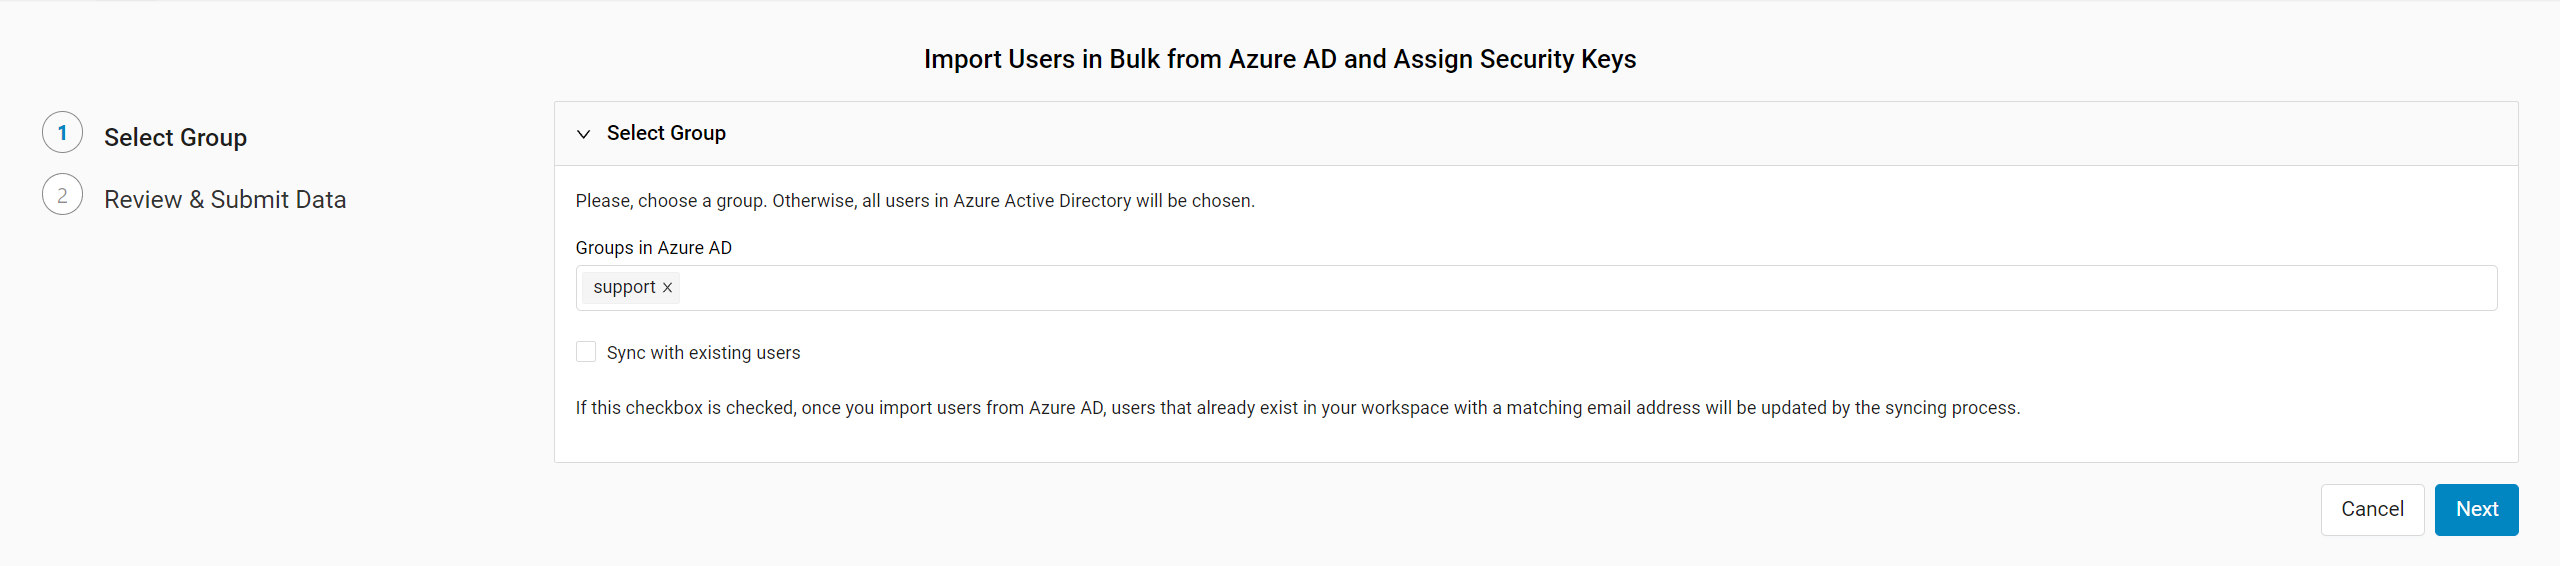 Import Users in Bulk from Azure AD and Assign Security Keys
1
Select Group
2
Review & Submit Data
Select Group
Please, choose a group. Otherwise, all users in Azure Active Directory will be chosen.
Groups in Azure AD
support
Sync with existing users
If this checkbox is checked, once you import users from Azure AD, users that already exist in your workspace with a matching email address will be updated by the syncing process.
Cancel
Next